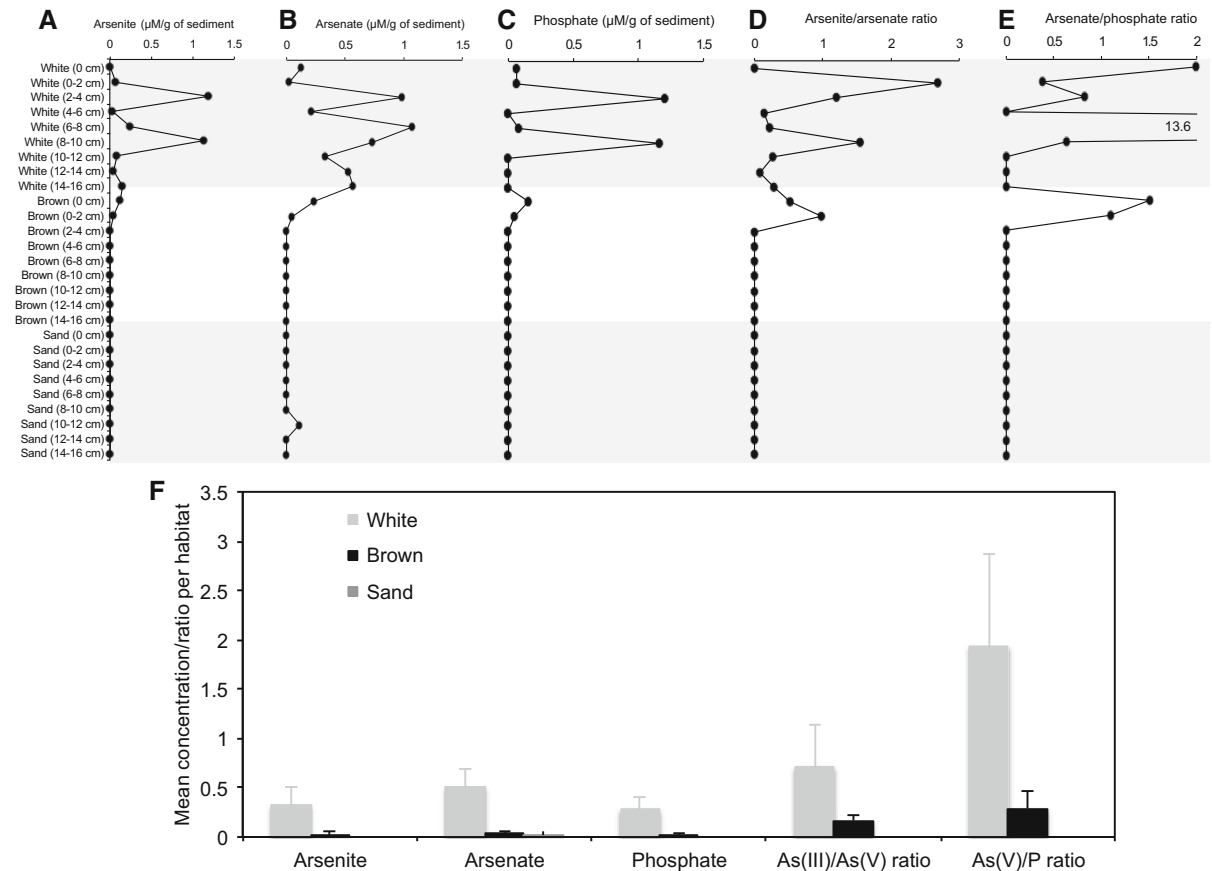 A Arsenite (µM/g of sediment
0 0.5 1 1.5
B Arsenate (µM/g of sediment)
0 0.5 1 1.5
C Phosphate (µM/g of sediment)
0 0.5 1 1.5
D Arsenite/arsenate ratio
0 1 2 3
E Arsenate/phosphate ratio
0 0.5 1 1.5 2
White (0 cm)
White (0-2 cm)
White (2-4 cm)
White (4-6 cm)
White (6-8 cm)
13.6
White (8-10 cm)
White (10-12 cm)
White (12-14 cm)
White (14-16 cm)
Brown (0 cm)
Brown (0-2 cm)
Brown (2-4 cm)
Brown (4-6 cm)
Brown (6-8 cm)
Brown (8-10 cm)
Brown (10-12 cm)
Brown (12-14 cm)
Brown (14-16 cm)
Sand (0 cm)
Sand (0-2 cm)
Sand (2-4 cm)
Sand (4-6 cm)
Sand (6-8 cm)
Sand (8-10 cm)
Sand (10-12 cm)
Sand (12-14 cm)
Sand (14-16 cm)
F
Mean concentration/ratio per habitat
3.5
3
2.5
2
1.5
1
0.5
0
White
Brown
Sand
Arsenite Arsenate Phosphate As(III)/As(V) ratio As(V)/P ratio